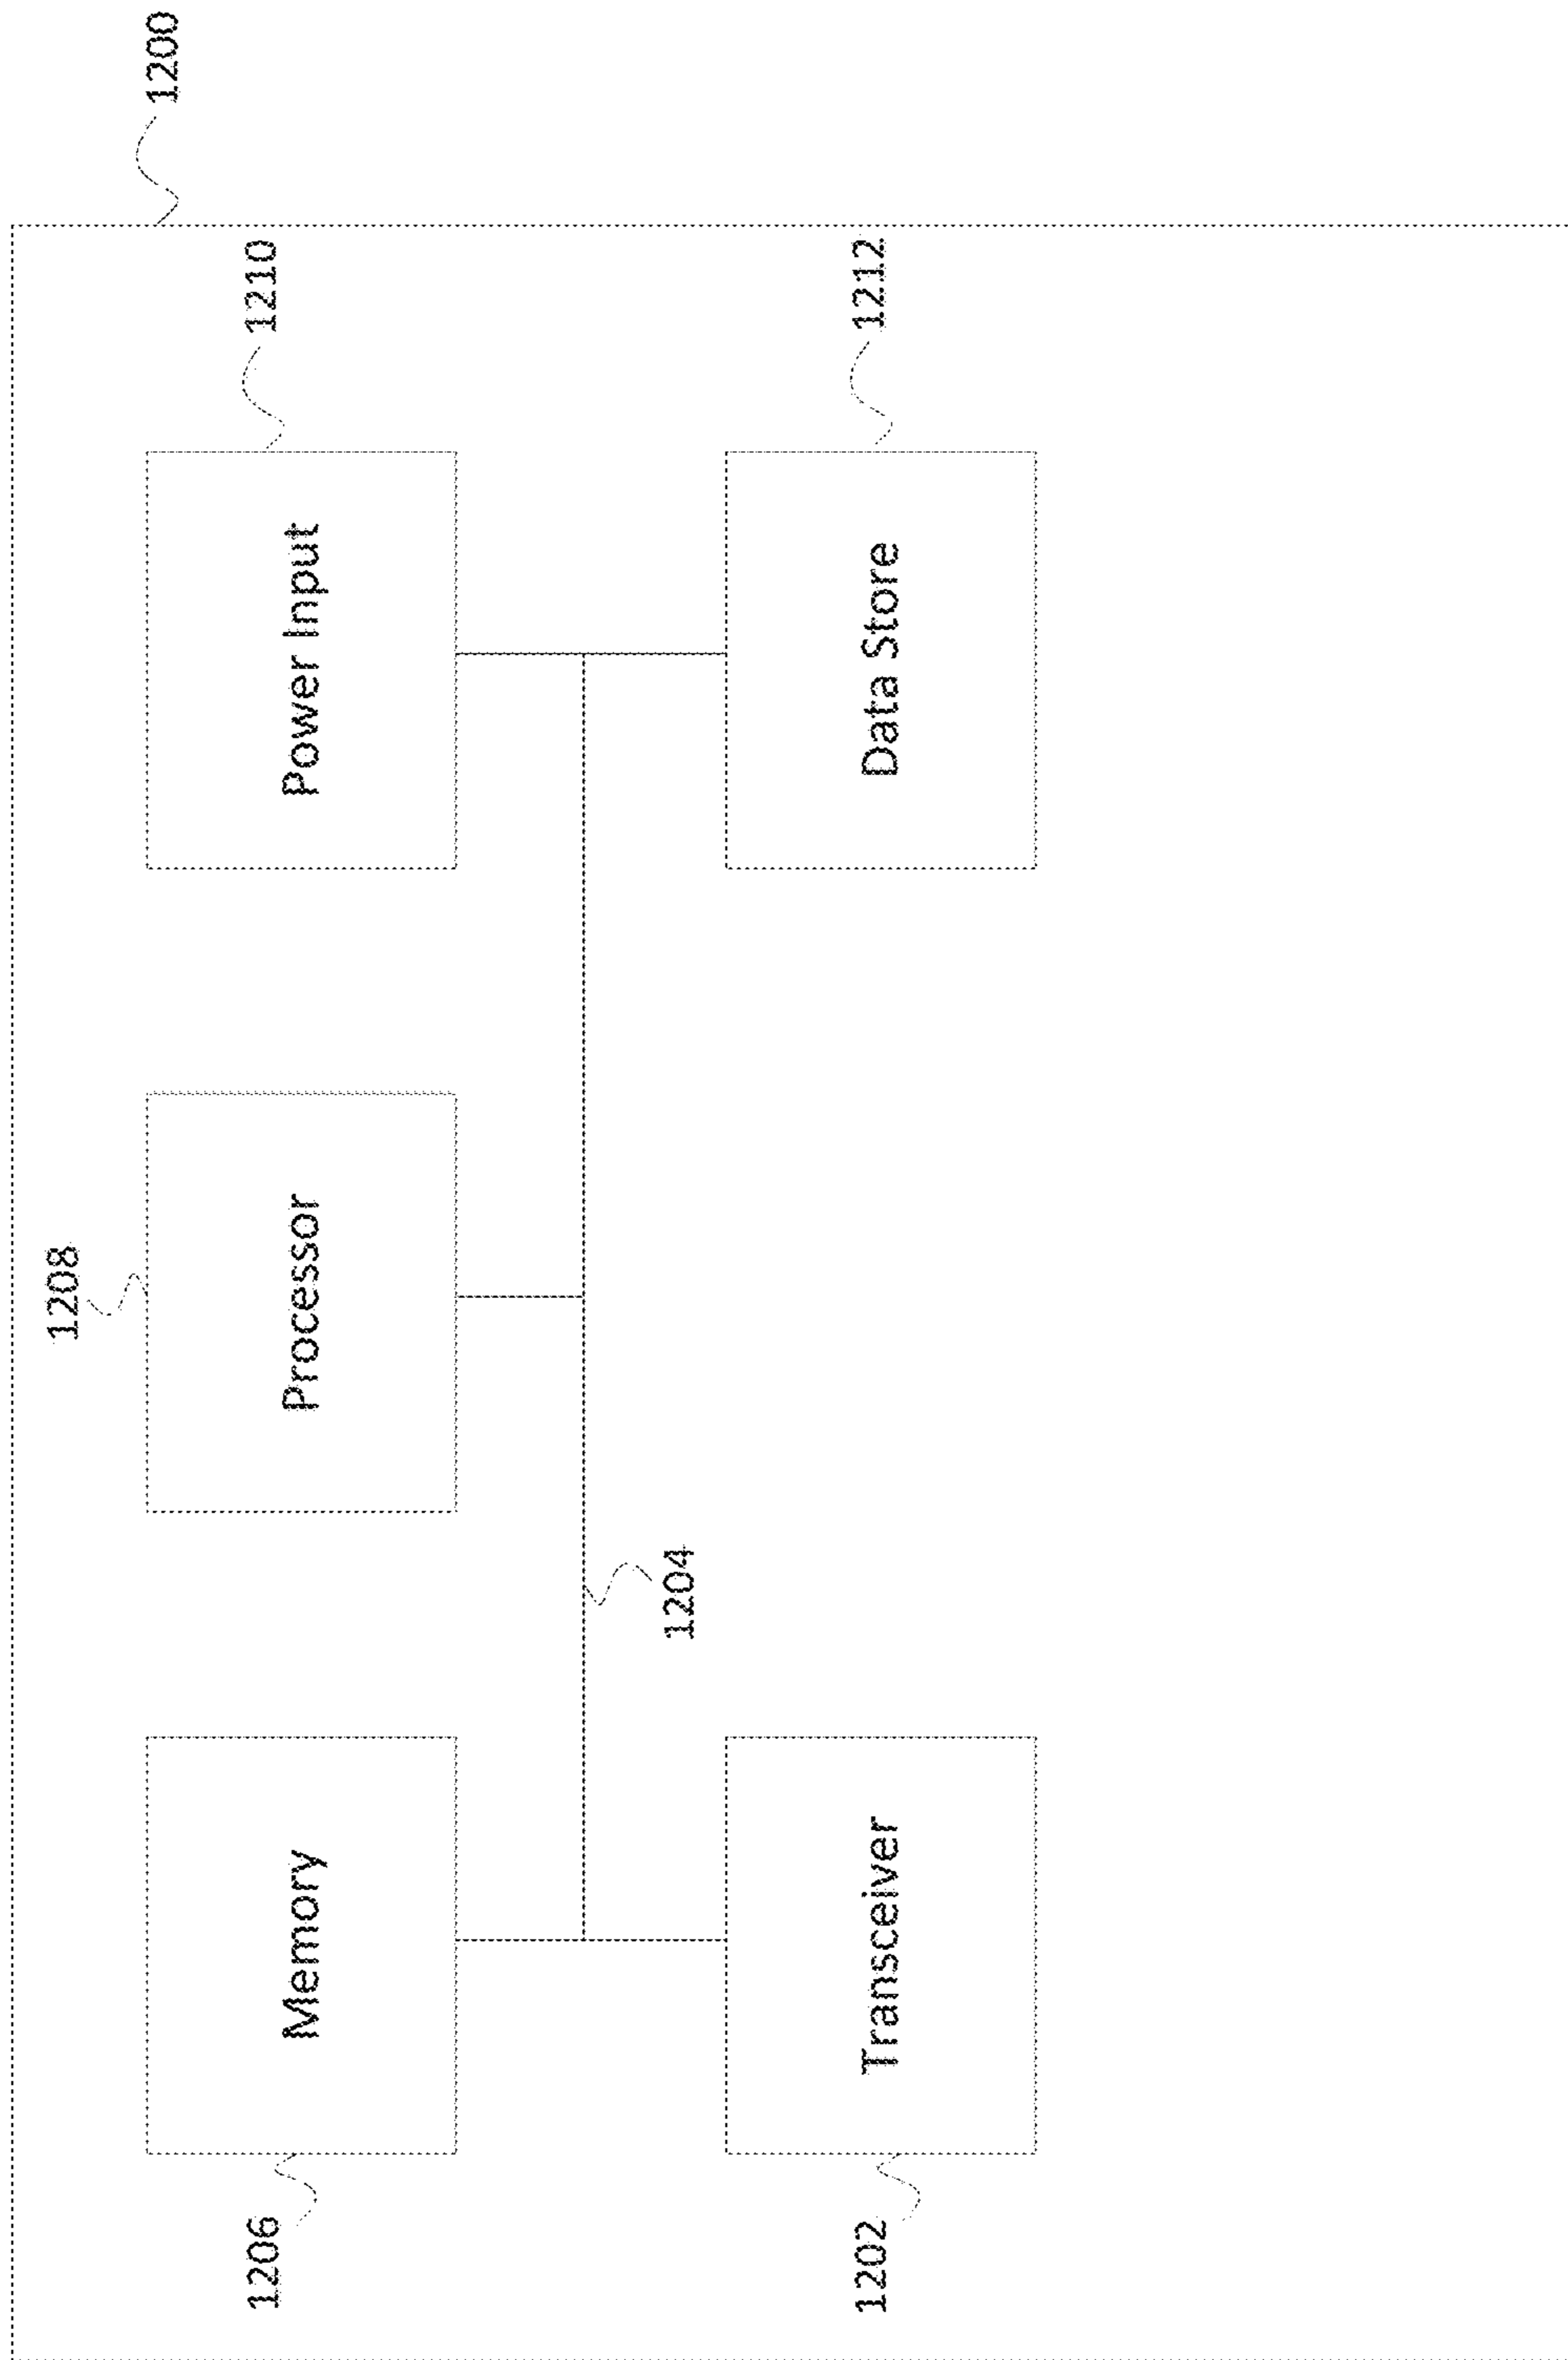 1200
1208
1206
Memory
Processor
Power Input
1210
1204
1202
Transceiver
Data Store
1212